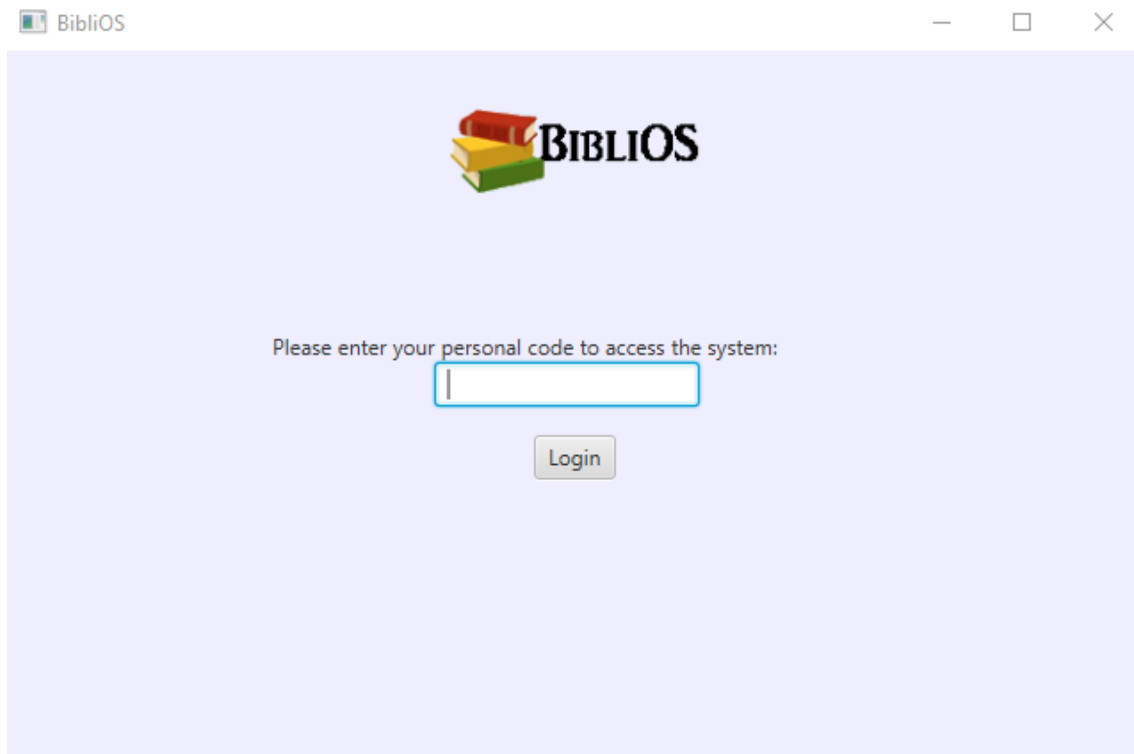 BibliOS
BIBLIOS
Please enter your personal code to access the system:
Login